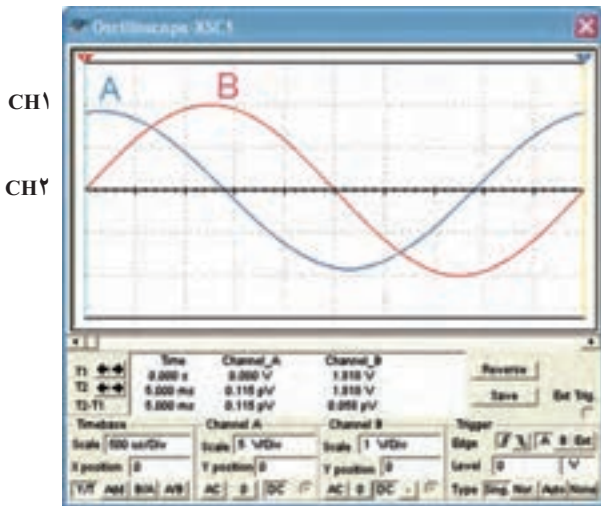 Oscilloscope-XSC1
A B
CH۱
CH۲
Time Channel_A Channel_B
T1 0.000 s 0.000 V 1.818 V
T2 5.000 ms 0.115 pV 1.818 V
T2-T1 5.000 ms 0.115 pV 0.058 pV
Reverse
Save
Ext Trig.
Timebase Channel A Channel B Trigger
Scale 500 us/Div Scale 5 V/Div Scale 1 V/Div Edge A B Ext
X position 0 Y position 0 Y position 0 Level 0 V
Y/T Add B/A A/B AC 0 DC AC 0 DC - Type Sing. Nor. Auto None